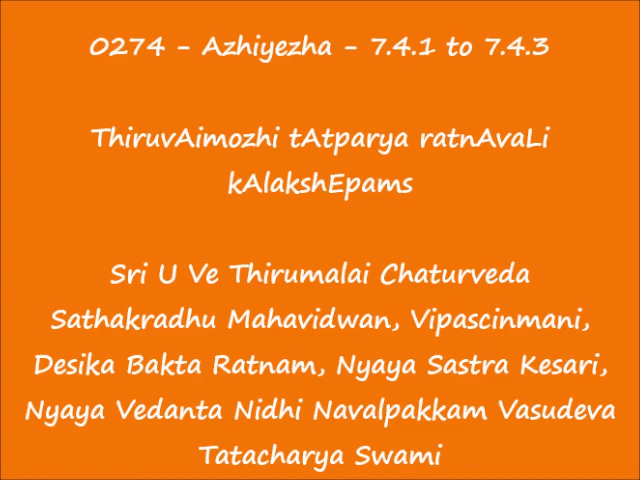 0274 - Azhiyezha - 7.4.1 to 7.4.3
ThiruvAimozhi tAtparya ratnAvaLi
kAlakshEpams
Sri U Ve Thirumalai Chaturveda
Sathakradhu Mahavidwan, Vipascinmani,
Desika Bakta Ratnam, Nyaya Sastra Kesari,
Nyaya Vedanta Nidhi Navalpakkam Vasudeva
Tatacharya Swami